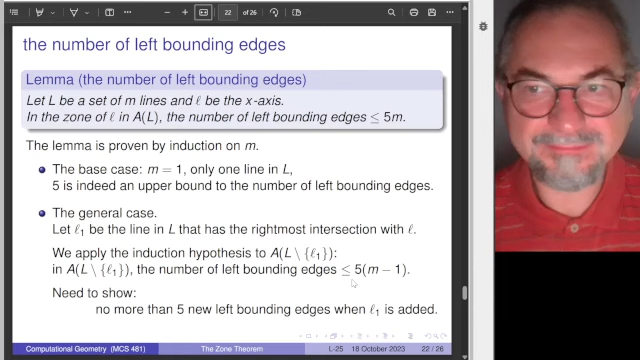 22 of 26
the number of left bounding edges
Lemma (the number of left bounding edges)
Let L be a set of m lines and ℓ be the x-axis.
In the zone of ℓ in A(L), the number of left bounding edges ≤ 5m.
The lemma is proven by induction on m.
The base case: m = 1, only one line in L,
5 is indeed an upper bound to the number of left bounding edges.
The general case.
Let ℓ₁ be the line in L that has the rightmost intersection with ℓ.
We apply the induction hypothesis to A(L \ {ℓ₁}):
in A(L \ {ℓ₁}), the number of left bounding edges ≤ 5(m − 1).
Need to show:
no more than 5 new left bounding edges when ℓ₁ is added.
Computational Geometry (MCS 481) The Zone Theorem L-25 18 October 2023 22 / 26